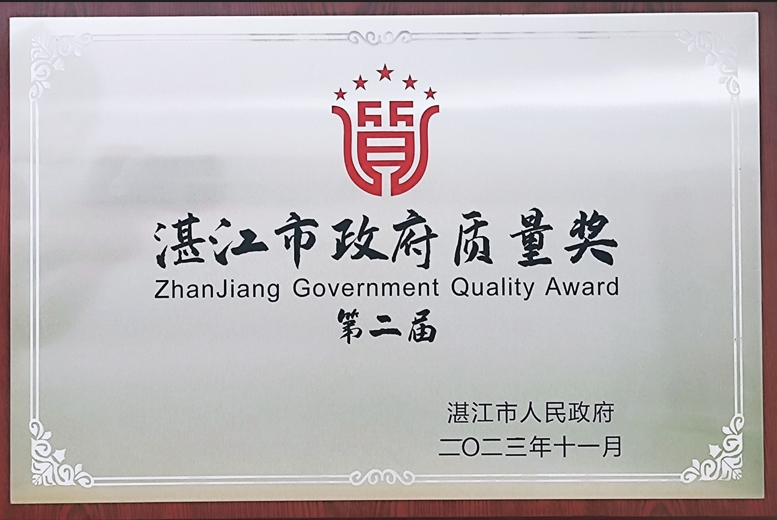 湛江市政府质量奖
ZhanJiang Government Quality Award
第二届
湛江市人民政府
二〇二三年十一月